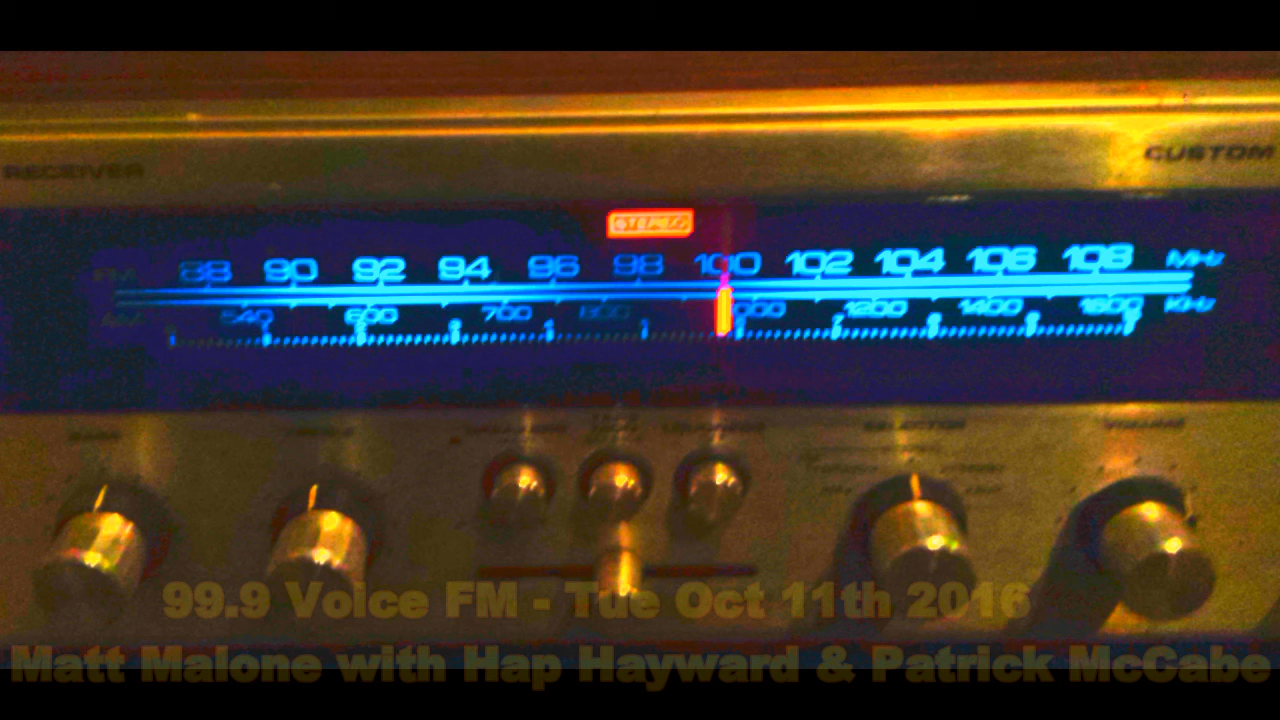 RECEIVER CUSTOM
STEREO
88 90 92 94 96 98 100 102 104 106 108 MHz
540 600 700 800 1000 1200 1400 1600 KHz
SELECTOR VOLUME
99.9 Voice FM - Tue Oct 11th 2016
Matt Malone with Hap Hayward & Patrick McCabe